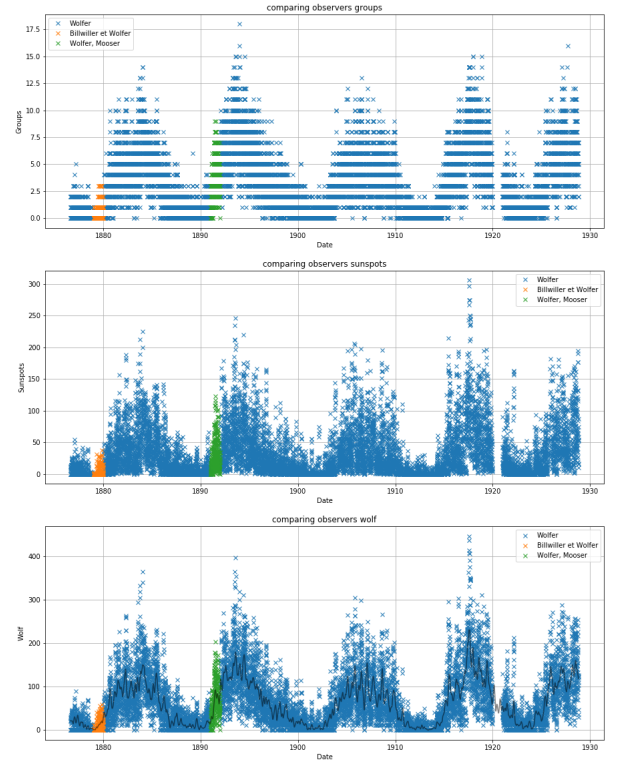 comparing observers groups
Wolfer
Billwiller et Wolfer
Wolfer, Mooser
Groups
17.5
15.0
12.5
10.0
7.5
5.0
2.5
0.0
1880
1890
1900
1910
1920
1930
Date
comparing observers sunspots
Wolfer
Billwiller et Wolfer
Wolfer, Mooser
Sunspots
300
250
200
150
100
50
0
1880
1890
1900
1910
1920
1930
Date
comparing observers wolf
Wolfer
Billwiller et Wolfer
Wolfer, Mooser
Wolf
400
300
200
100
0
1880
1890
1900
1910
1920
1930
Date